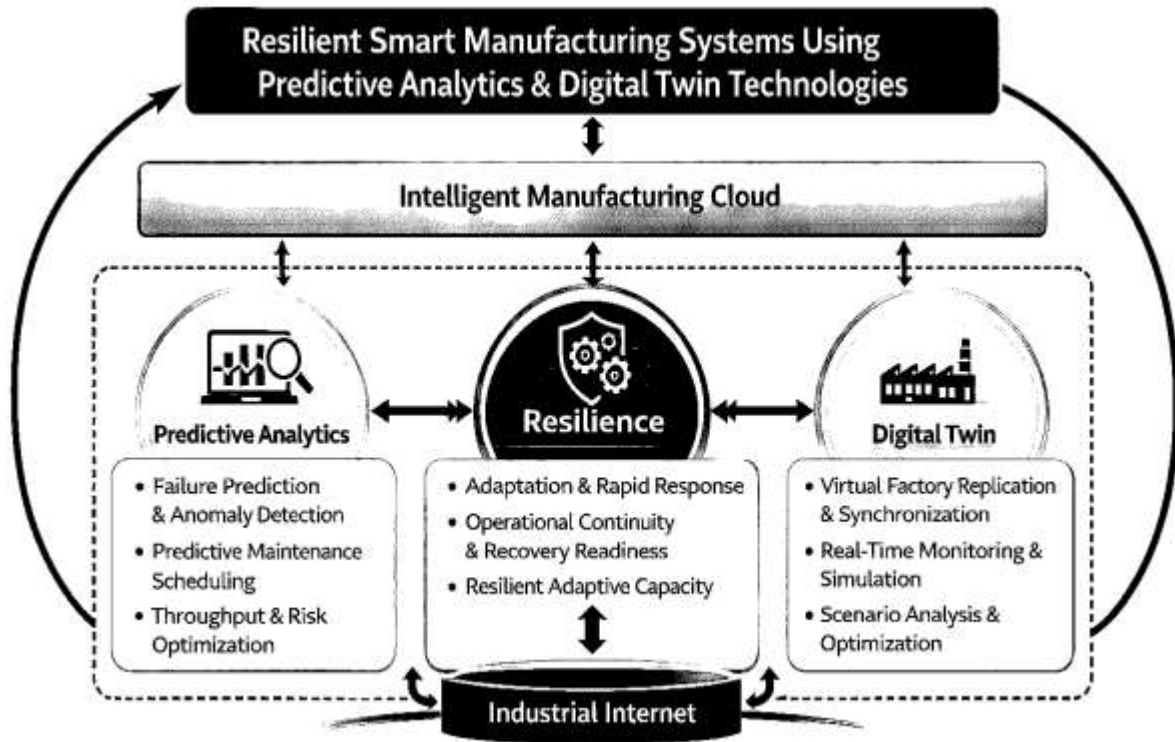 Resilient Smart Manufacturing Systems Using
Predictive Analytics & Digital Twin Technologies
Intelligent Manufacturing Cloud
Predictive Analytics
• Failure Prediction
& Anomaly Detection
• Predictive Maintenance
Scheduling
• Throughput & Risk
Optimization
Resilience
• Adaptation & Rapid Response
• Operational Continuity
& Recovery Readiness
• Resilient Adaptive Capacity
Digital Twin
• Virtual Factory Replication
& Synchronization
• Real-Time Monitoring &
Simulation
• Scenario Analysis &
Optimization
Industrial Internet